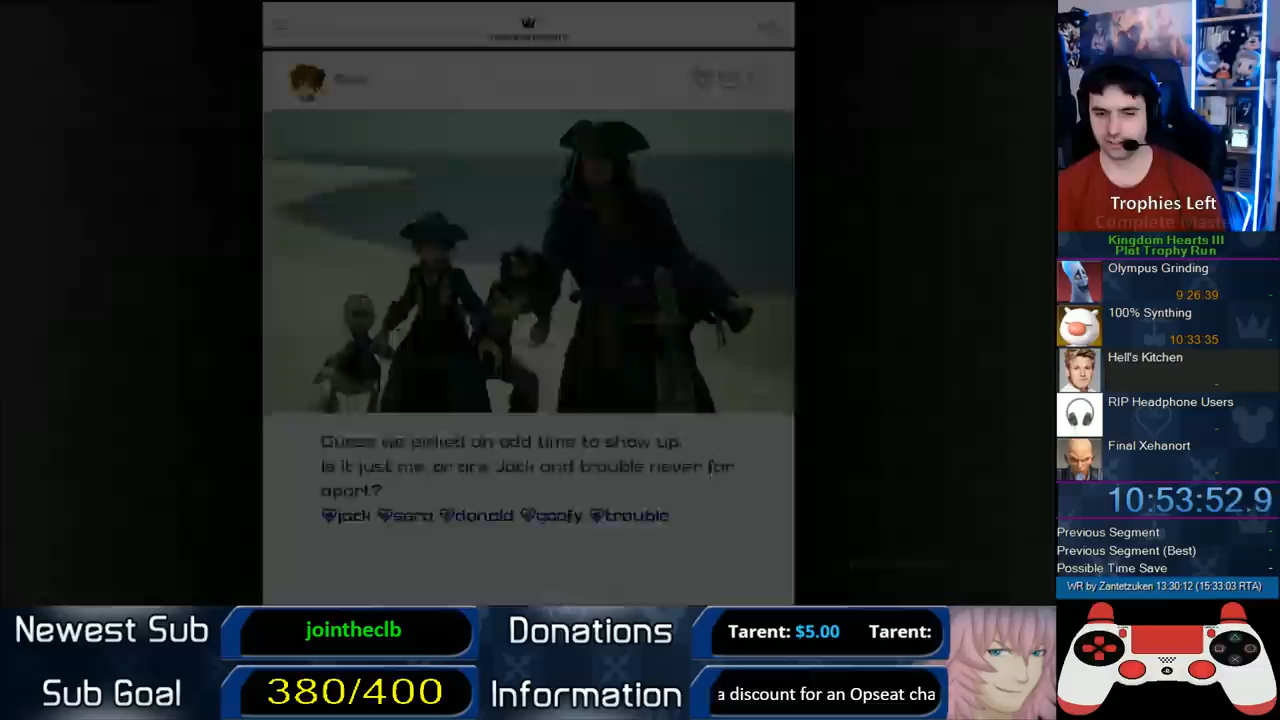 Guess we picked an odd time to show up.
Is it just me, or are Jack and trouble never far
apart?
jack sora donald goofy trouble
Trophies Left
Complete Maste
Kingdom Hearts III
Plat Trophy Run
Olympus Grinding
9:26:39 -
100% Synthing
10:33:35 -
Hell's Kitchen
-
RIP Headphone Users
-
Final Xehanort
-
10:53:52.9
Previous Segment -
Previous Segment (Best) -
Possible Time Save -
WR by Zantetzuken 13:30:12 (15:33:03 RTA)
Newest Sub
jointheclb
Donations
Tarent: $5.00 Tarent:
Sub Goal
380/400
Information
a discount for an Opseat cha